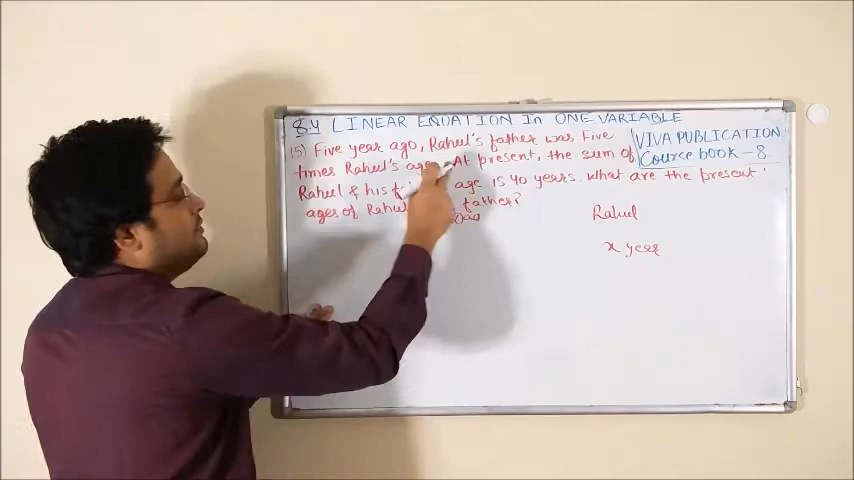 8.4 LINEAR EQUATION In ONE VARIABLE
VIVA PUBLICATION
Course book - 8
(5) Five year ago, Rahul's father was Five
times Rahul's age. At present, the sum of
Rahul & his age is 40 years. What are the present
ages of Rahul father?
Rahul
x year